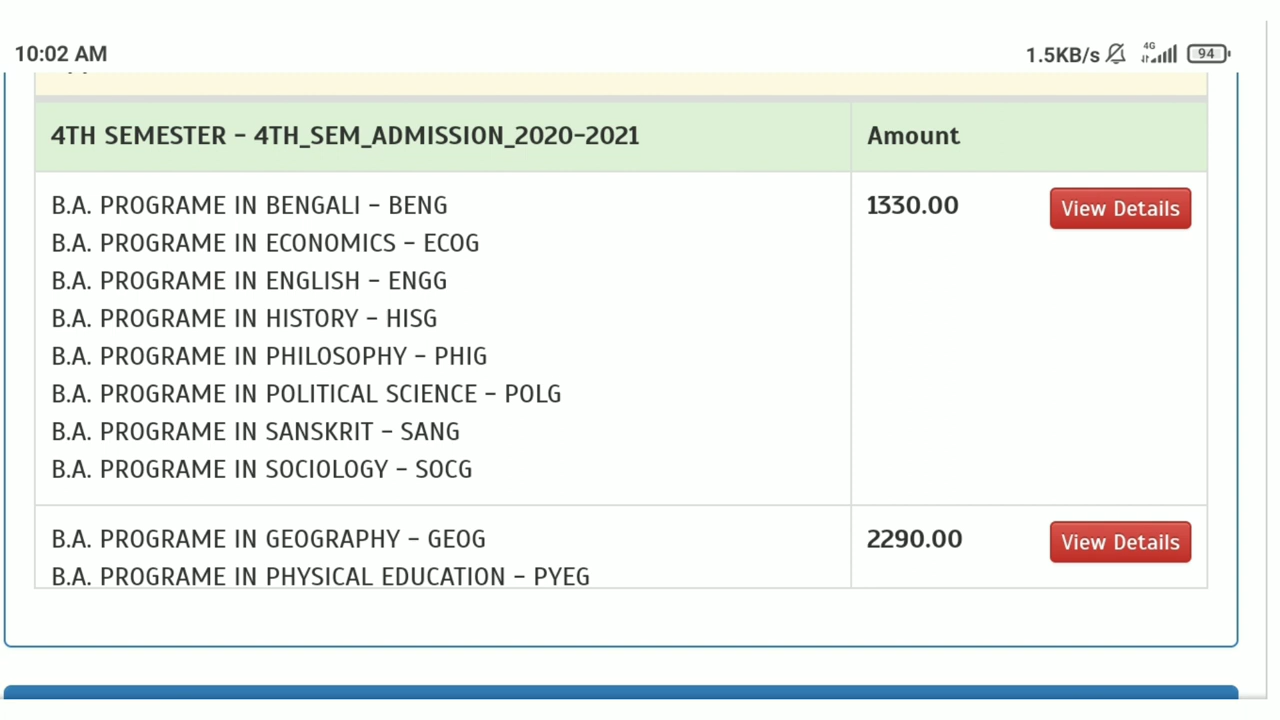 10:02 AM
1.5KB/s 4G 94
4TH SEMESTER - 4TH_SEM_ADMISSION_2020-2021 Amount
B.A. PROGRAME IN BENGALI - BENG 1330.00 View Details
B.A. PROGRAME IN ECONOMICS - ECOG
B.A. PROGRAME IN ENGLISH - ENGG
B.A. PROGRAME IN HISTORY - HISG
B.A. PROGRAME IN PHILOSOPHY - PHIG
B.A. PROGRAME IN POLITICAL SCIENCE - POLG
B.A. PROGRAME IN SANSKRIT - SANG
B.A. PROGRAME IN SOCIOLOGY - SOCG
B.A. PROGRAME IN GEOGRAPHY - GEOG 2290.00 View Details
B.A. PROGRAME IN PHYSICAL EDUCATION - PYEG